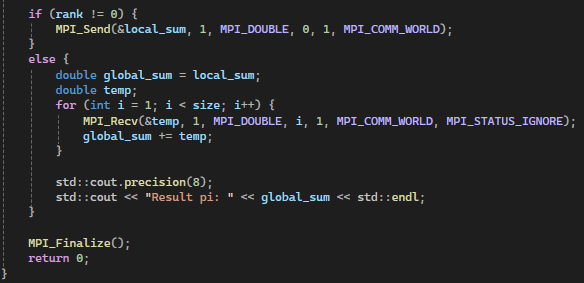 if (rank != 0) {
MPI_Send(&local_sum, 1, MPI_DOUBLE, 0, 1, MPI_COMM_WORLD);
}
else {
double global_sum = local_sum;
double temp;
for (int i = 1; i < size; i++) {
MPI_Recv(&temp, 1, MPI_DOUBLE, i, 1, MPI_COMM_WORLD, MPI_STATUS_IGNORE);
global_sum += temp;
}
std::cout.precision(8);
std::cout << "Result pi: " << global_sum << std::endl;
}
MPI_Finalize();
return 0;
}